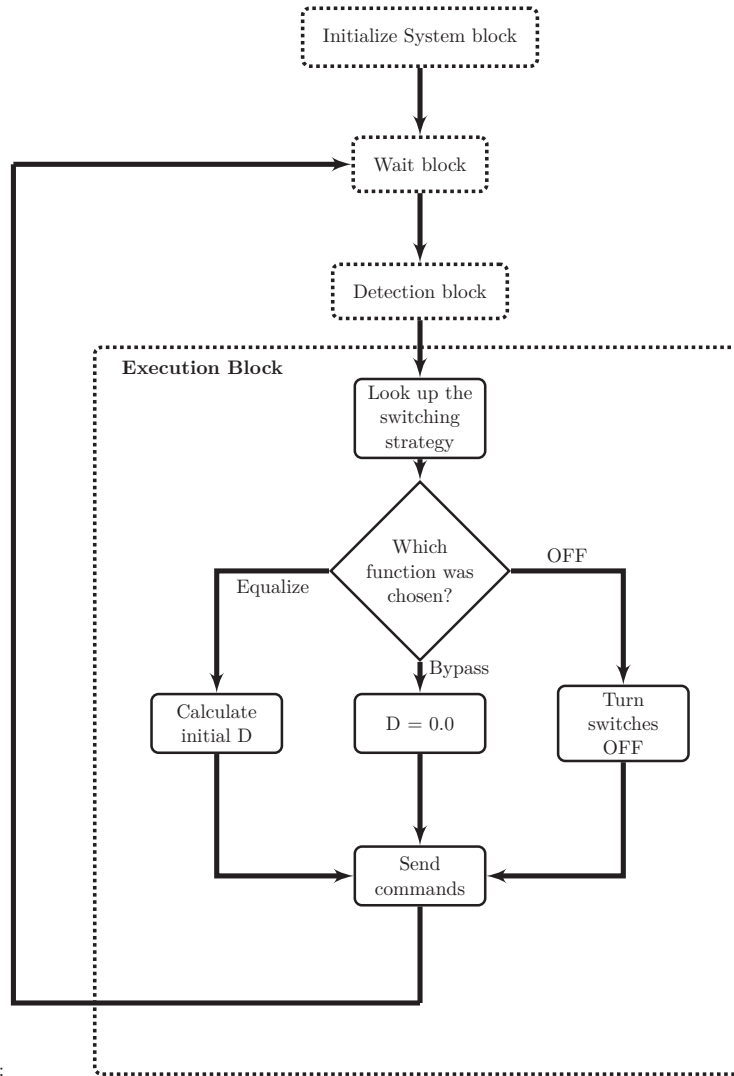 Initialize System block
Wait block
Detection block
Execution Block
Look up the
switching
strategy
Which
function was
chosen?
Equalize
OFF
Bypass
Calculate
initial D
D = 0.0
Turn
switches
OFF
Send
commands
: